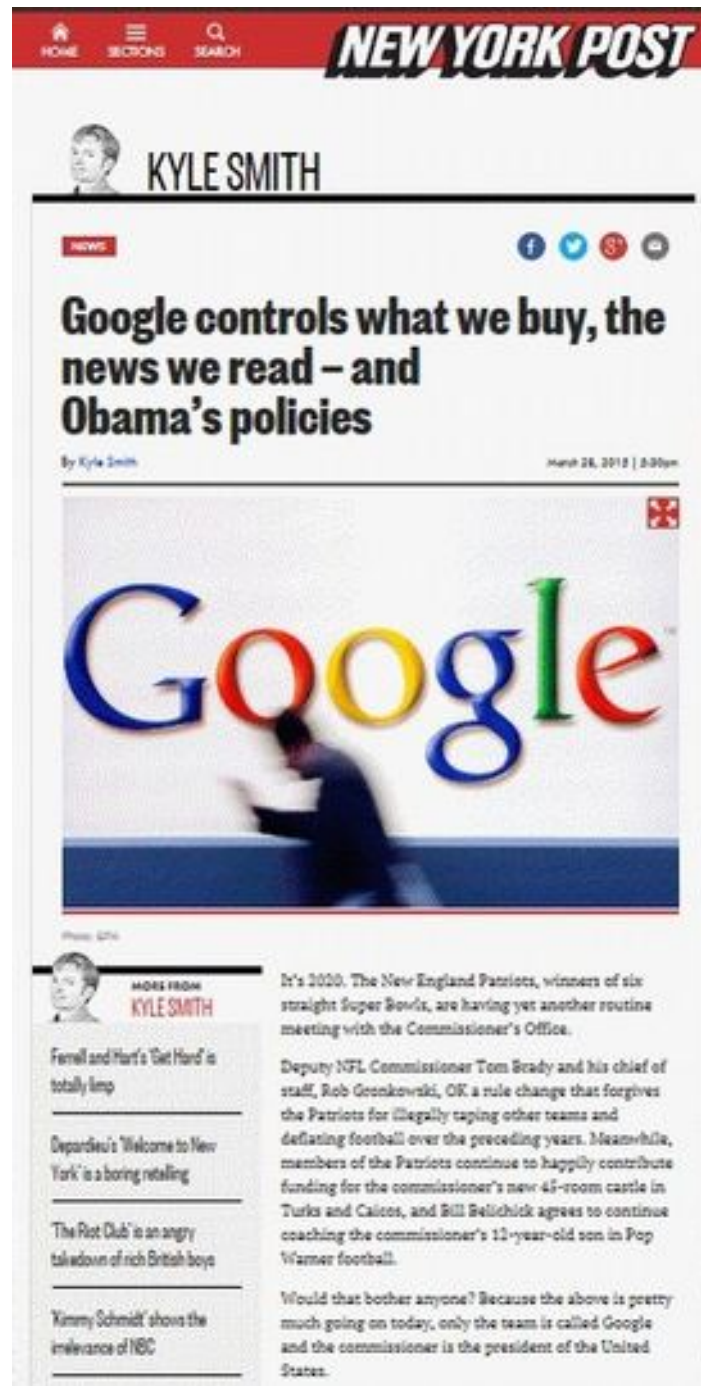 HOME SECTIONS SEARCH
NEW YORK POST
KYLE SMITH
NEWS
Google controls what we buy, the
news we read – and
Obama's policies
By Kyle Smith
March 28, 2015 | 5:30pm
Google
MORE FROM
KYLE SMITH
Ferrell and Hart's 'Get Hard' is
totally limp
Depardieu's 'Welcome to New
York' is a boring retelling
'The Riot Club' is an angry
takedown of rich British boys
'Kimmy Schmidt' shows the
irrelevance of NBC
It's 2020. The New England Patriots, winners of six
straight Super Bowls, are having yet another routine
meeting with the Commissioner's Office.
Deputy NFL Commissioner Tom Brady and his chief of
staff, Rob Gronkowski, OK a rule change that forgives
the Patriots for illegally taping other teams and
deflating football over the preceding years. Meanwhile,
members of the Patriots continue to happily contribute
funding for the commissioner's new 45-room castle in
Turks and Caicos, and Bill Belichick agrees to continue
coaching the commissioner's 12-year-old son in Pop
Warner football.
Would that bother anyone? Because the above is pretty
much going on today, only the team is called Google
and the commissioner is the president of the United
States.